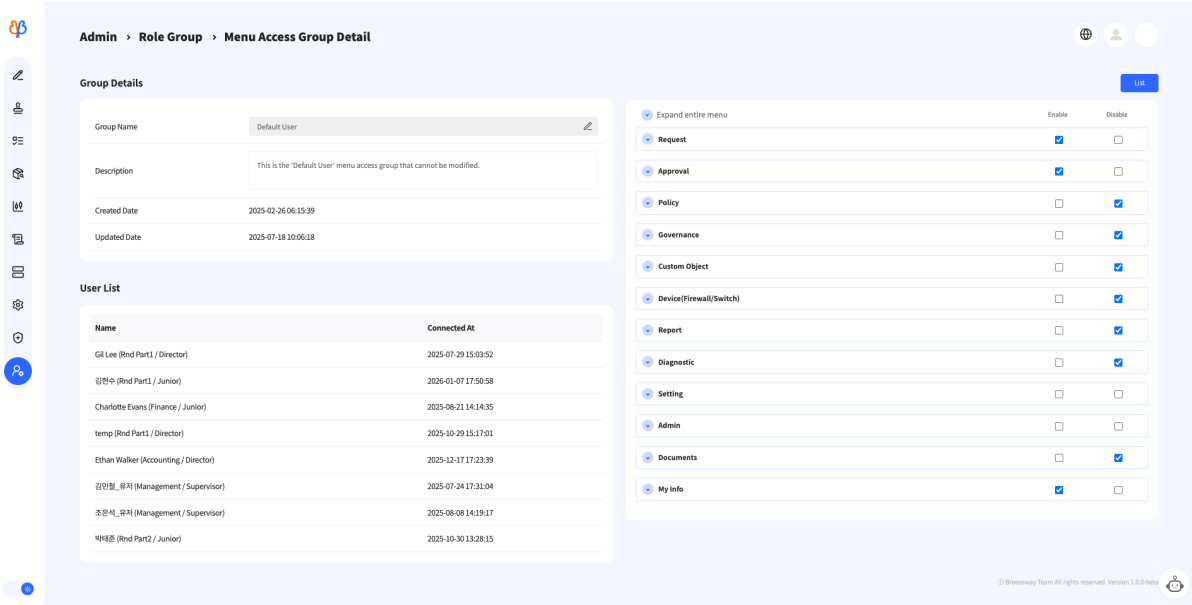 Admin > Role Group > Menu Access Group Detail
Group Details
List
Group Name
Default User
Description
This is the 'Default User' menu access group that cannot be modified.
Created Date
2025-02-26 06:15:39
Updated Date
2025-07-18 10:06:18
User List
Name Connected At
Gil Lee (Rnd Part1 / Director) 2025-07-29 15:03:52
김현수 (Rnd Part1 / Junior) 2026-01-07 17:50:58
Charlotte Evans (Finance / Junior) 2025-08-21 14:14:35
temp (Rnd Part1 / Director) 2025-10-29 15:17:01
Ethan Walker (Accounting / Director) 2025-12-17 17:23:39
김민철_유저 (Management / Supervisor) 2025-07-24 17:31:04
조은석_유저 (Management / Supervisor) 2025-08-08 14:19:17
박태준 (Rnd Part2 / Junior) 2025-10-30 13:28:15
Expand entire menu Enable Disable
Request
Approval
Policy
Governance
Custom Object
Device(Firewall/Switch)
Report
Diagnostic
Setting
Admin
Documents
My Info
ⓒ Breezeway Team All rights reserved. Version 1.0.0-beta